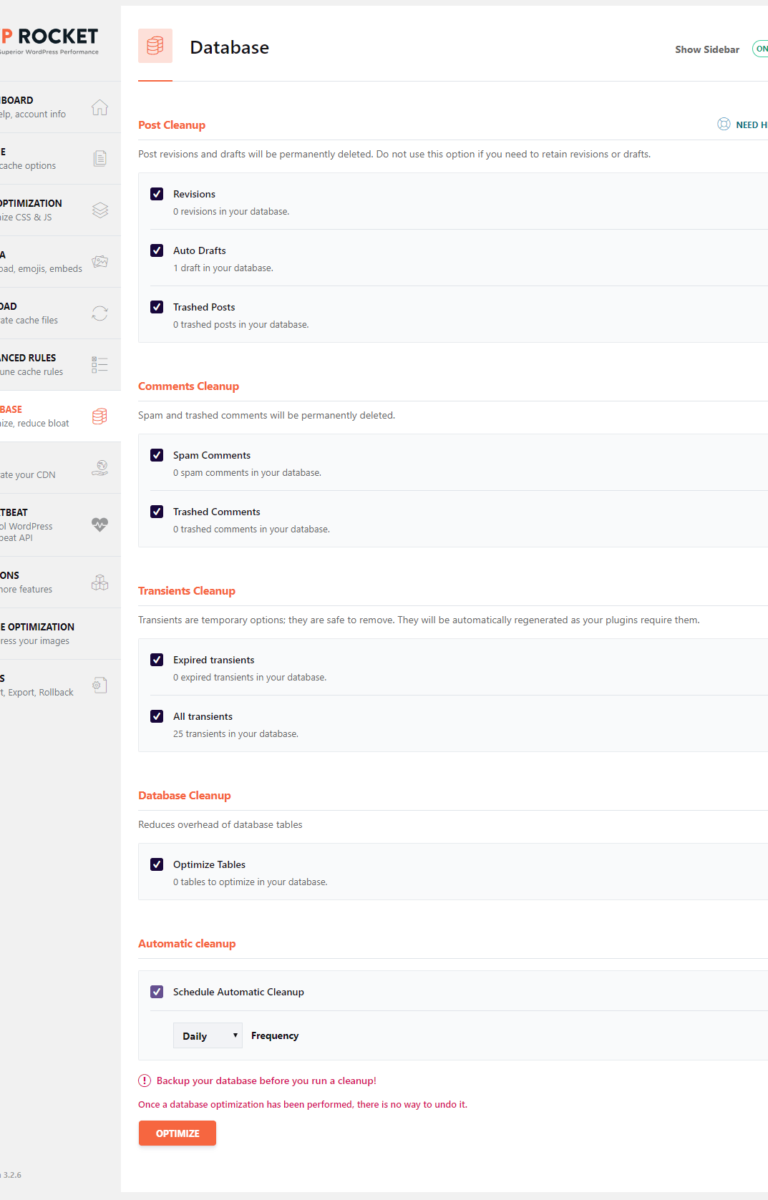 P ROCKET
Superior WordPress Performance
BOARD
elp, account info
E
cache options
OPTIMIZATION
ize CSS & JS
A
oad, emojis, embeds
OAD
ate cache files
ANCED RULES
une cache rules
BASE
ize, reduce bloat
ate your CDN
TBEAT
ol WordPress
beat API
ONS
more features
E OPTIMIZATION
ress your images
S
t, Export, Rollback
3.2.6
Database
Show Sidebar
ON
Post Cleanup
NEED H
Post revisions and drafts will be permanently deleted. Do not use this option if you need to retain revisions or drafts.
Revisions
0 revisions in your database.
Auto Drafts
1 draft in your database.
Trashed Posts
0 trashed posts in your database.
Comments Cleanup
Spam and trashed comments will be permanently deleted.
Spam Comments
0 spam comments in your database.
Trashed Comments
0 trashed comments in your database.
Transients Cleanup
Transients are temporary options; they are safe to remove. They will be automatically regenerated as your plugins require them.
Expired transients
0 expired transients in your database.
All transients
25 transients in your database.
Database Cleanup
Reduces overhead of database tables
Optimize Tables
0 tables to optimize in your database.
Automatic cleanup
Schedule Automatic Cleanup
Daily Frequency
Backup your database before you run a cleanup!
Once a database optimization has been performed, there is no way to undo it.
OPTIMIZE